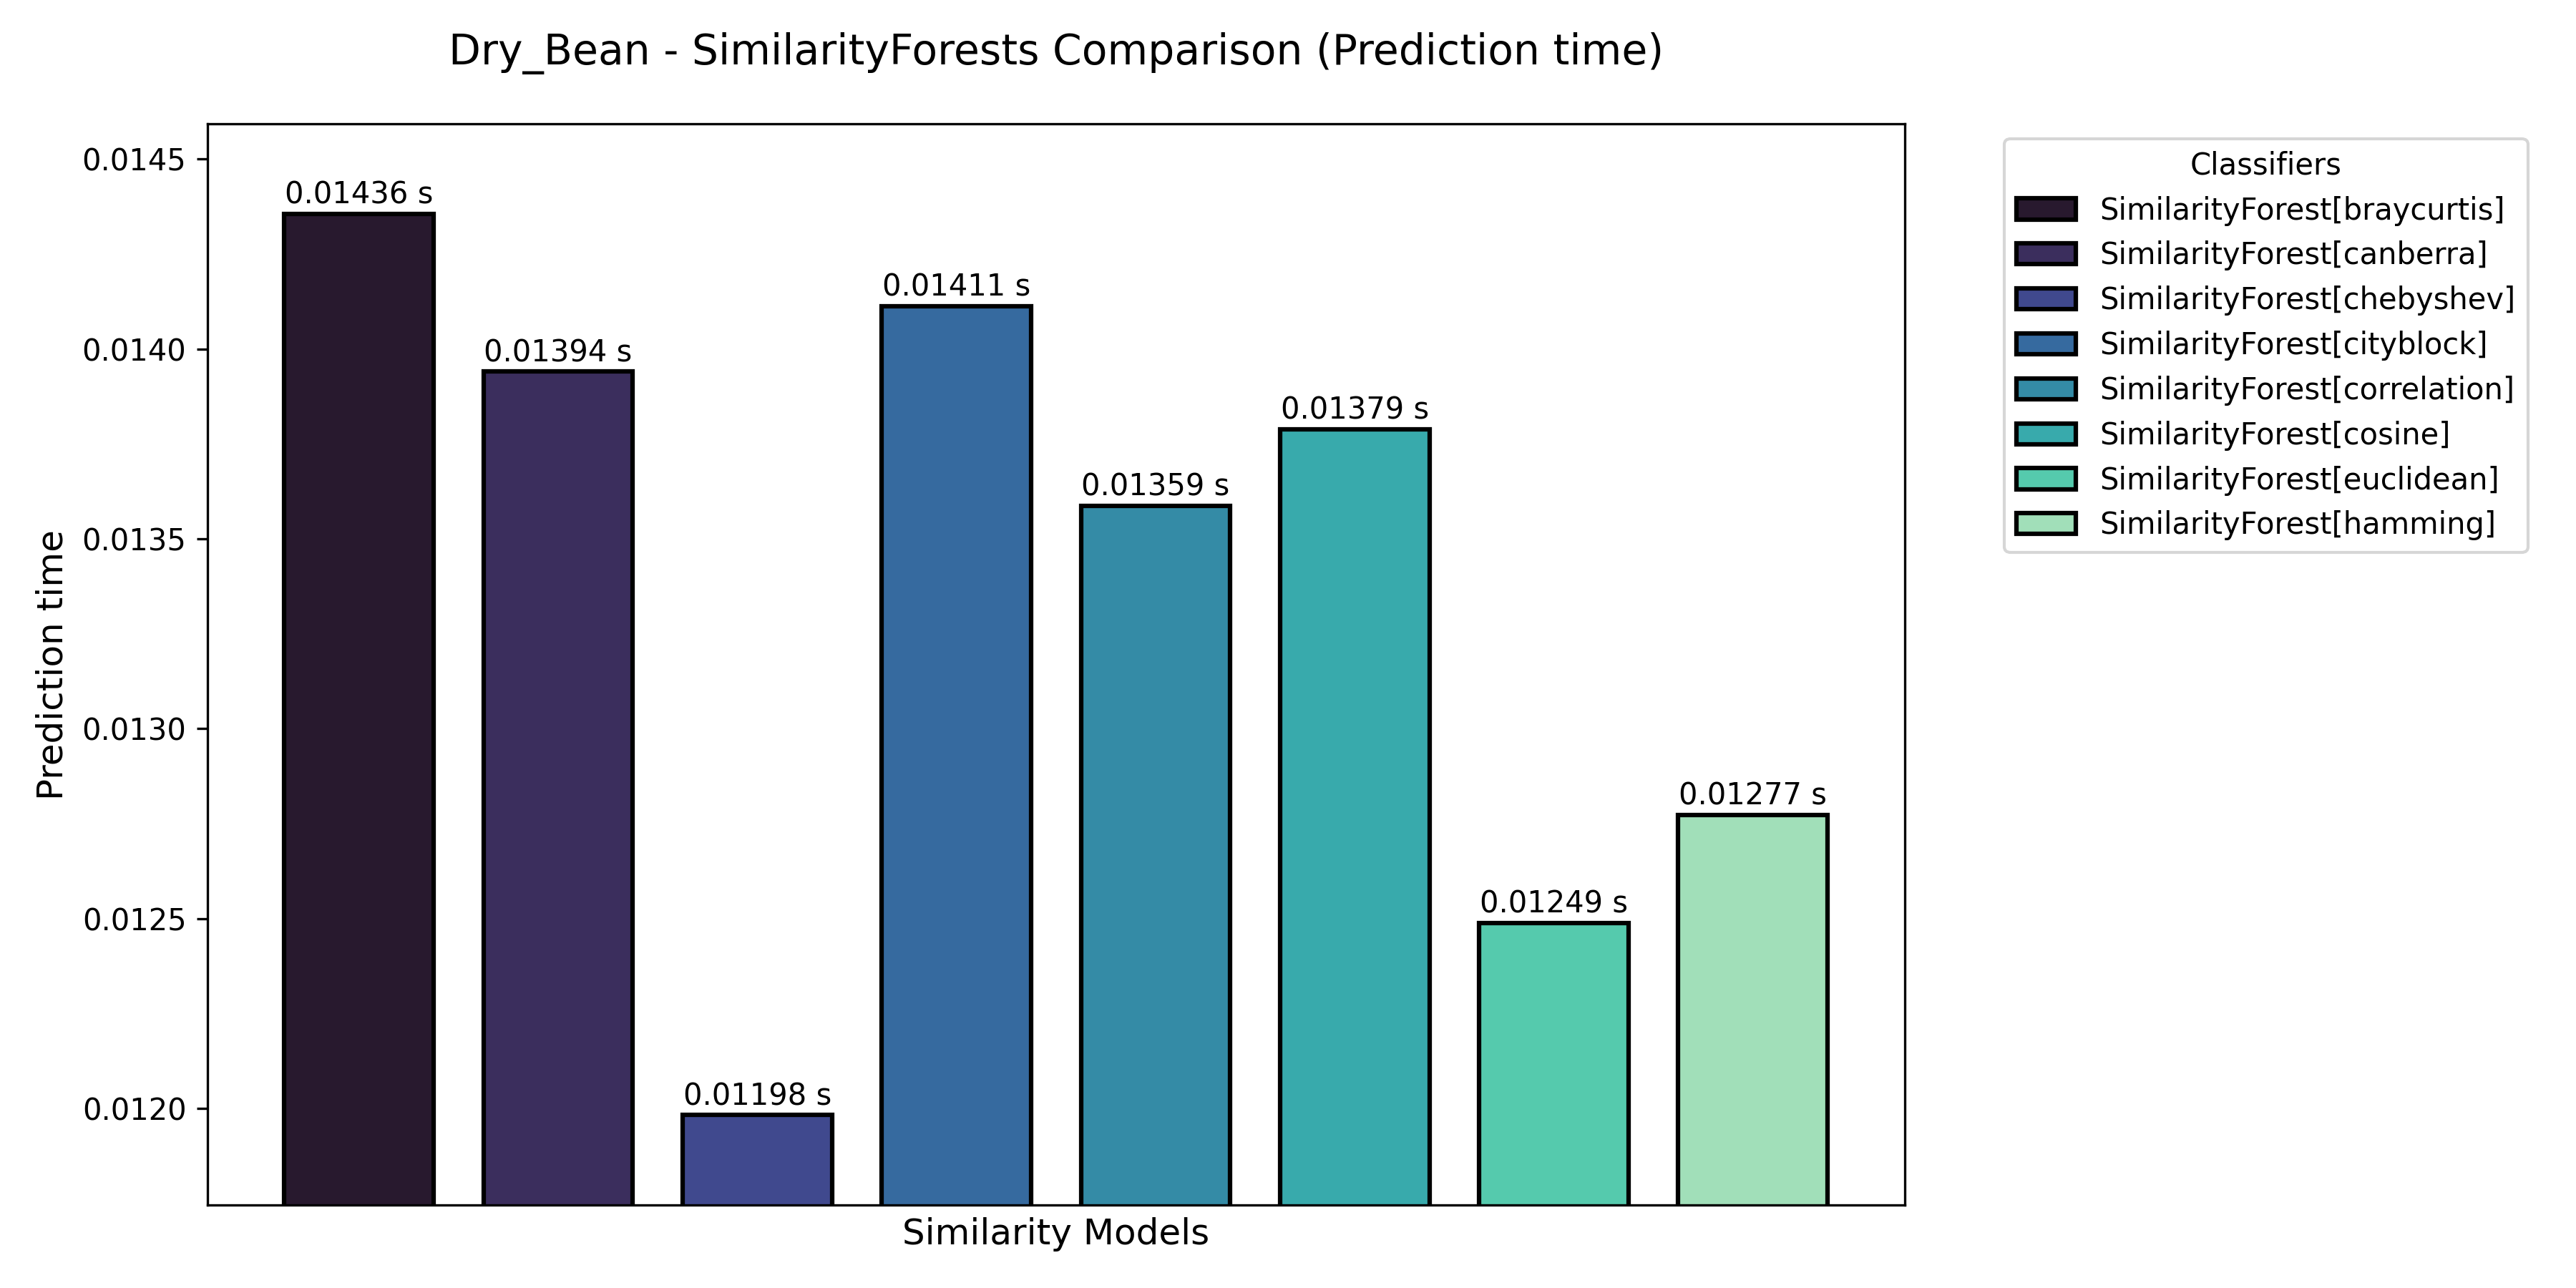 Dry_Bean - SimilarityForests Comparison (Prediction time)
Prediction time
0.0145
0.0140
0.0135
0.0130
0.0125
0.0120
0.01436 s
0.01394 s
0.01198 s
0.01411 s
0.01359 s
0.01379 s
0.01249 s
0.01277 s
Similarity Models
Classifiers
SimilarityForest[braycurtis]
SimilarityForest[canberra]
SimilarityForest[chebyshev]
SimilarityForest[cityblock]
SimilarityForest[correlation]
SimilarityForest[cosine]
SimilarityForest[euclidean]
SimilarityForest[hamming]